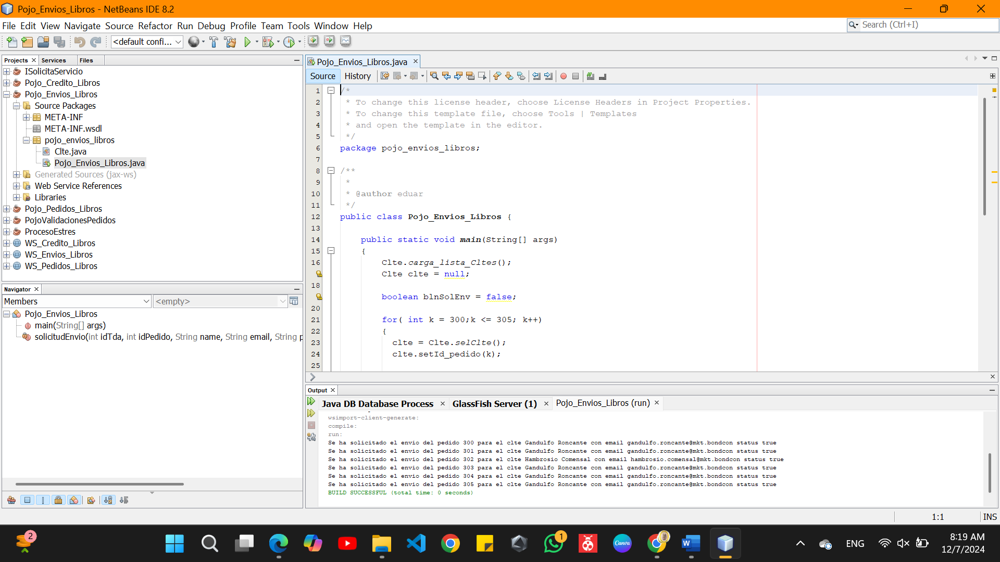 Pojo_Envios_Libros - NetBeans IDE 8.2
File Edit View Navigate Source Refactor Run Debug Profile Team Tools Window Help
Search (Ctrl+I)
<default confi...
Projects Services Files
ISolicitaServicio
Pojo_Credito_Libros
Pojo_Envios_Libros
Source Packages
META-INF
META-INF.wsdl
pojo_envios_libros
Clte.java
Pojo_Envios_Libros.java
Generated Sources (jax-ws)
Web Service References
Libraries
Pojo_Pedidos_Libros
PojoValidacionesPedidos
ProcesoEstres
WS_Credito_Libros
WS_Envios_Libros
WS_Pedidos_Libros
Navigator
Members <empty>
Pojo_Envios_Libros
main(String[] args)
solicitudEnvio(int idTda, int idPedido, String name, String email, String p
Pojo_Envios_Libros.java
Source History
1 /*
2 * To change this license header, choose License Headers in Project Properties.
3 * To change this template file, choose Tools | Templates
4 * and open the template in the editor.
5 */
6 package pojo_envios_libros;
7
8 /**
9 *
10 * @author eduar
11 */
12 public class Pojo_Envios_Libros {
13
14 public static void main(String[] args)
15 {
16 Clte.carga_lista_Cltes();
Clte clte = null;
18
boolean blnSolEnv = false;
20
21 for( int k = 300;k <= 305; k++)
22 {
23 clte = Clte.selClte();
24 clte.setId_pedido(k);
25
Output
Java DB Database Process GlassFish Server (1) Pojo_Envios_Libros (run)
wsimport-client-generate:
compile:
run:
Se ha solicitado el envio del pedido 300 para el clte Gandulfo Roncante con email gandulfo.roncante@mkt.bondcon status true
Se ha solicitado el envio del pedido 301 para el clte Gandulfo Roncante con email gandulfo.roncante@mkt.bondcon status true
Se ha solicitado el envio del pedido 302 para el clte Hambrosio Comensal con email hambrosio.comensal@mkt.bondcon status true
Se ha solicitado el envio del pedido 303 para el clte Gandulfo Roncante con email gandulfo.roncante@mkt.bondcon status true
Se ha solicitado el envio del pedido 304 para el clte Gandulfo Roncante con email gandulfo.roncante@mkt.bondcon status true
Se ha solicitado el envio del pedido 305 para el clte Gandulfo Roncante con email gandulfo.roncante@mkt.bondcon status true
BUILD SUCCESSFUL (total time: 0 seconds)
1:1 INS
2
1
Canva
W
ENG
8:19 AM
12/7/2024